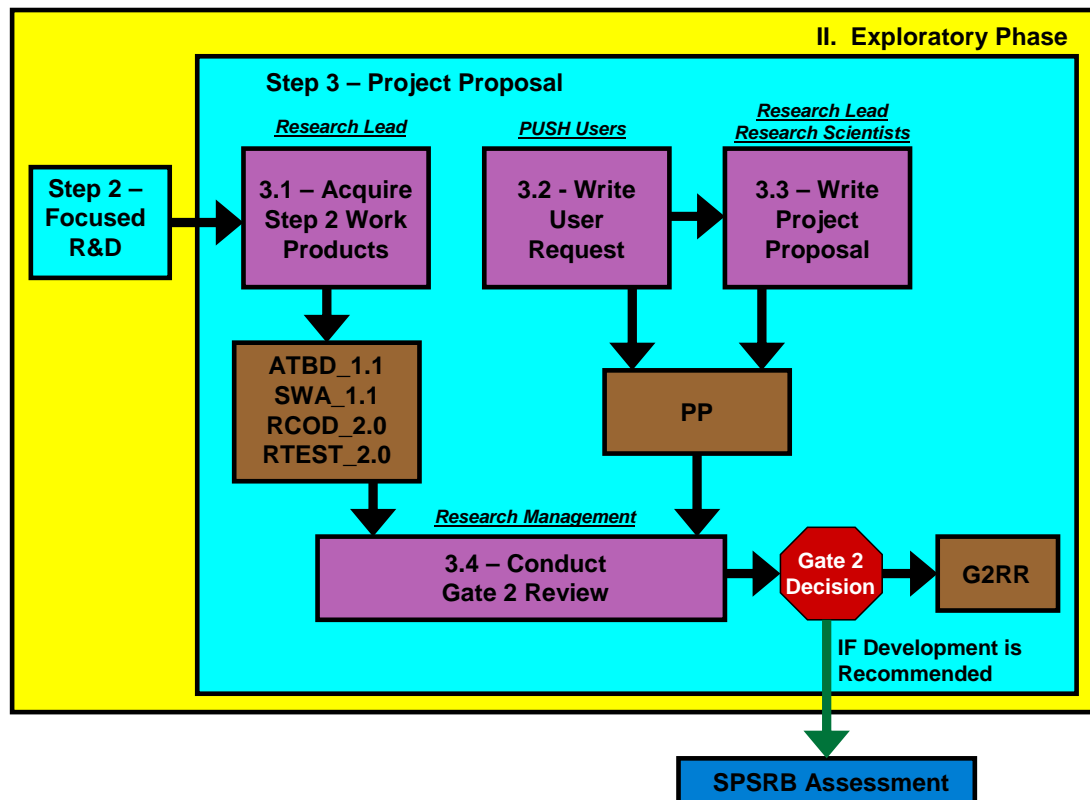 II. Exploratory Phase
Step 3 – Project Proposal
Research Lead
PUSH Users
Research Lead
Research Scientists
Step 2 –
Focused
R&D
3.1 – Acquire
Step 2 Work
Products
3.2 - Write
User
Request
3.3 – Write
Project
Proposal
ATBD_1.1
SWA_1.1
RCOD_2.0
RTEST_2.0
PP
Research Management
3.4 – Conduct
Gate 2 Review
Gate 2
Decision
G2RR
IF Development is
Recommended
SPSRB Assessment